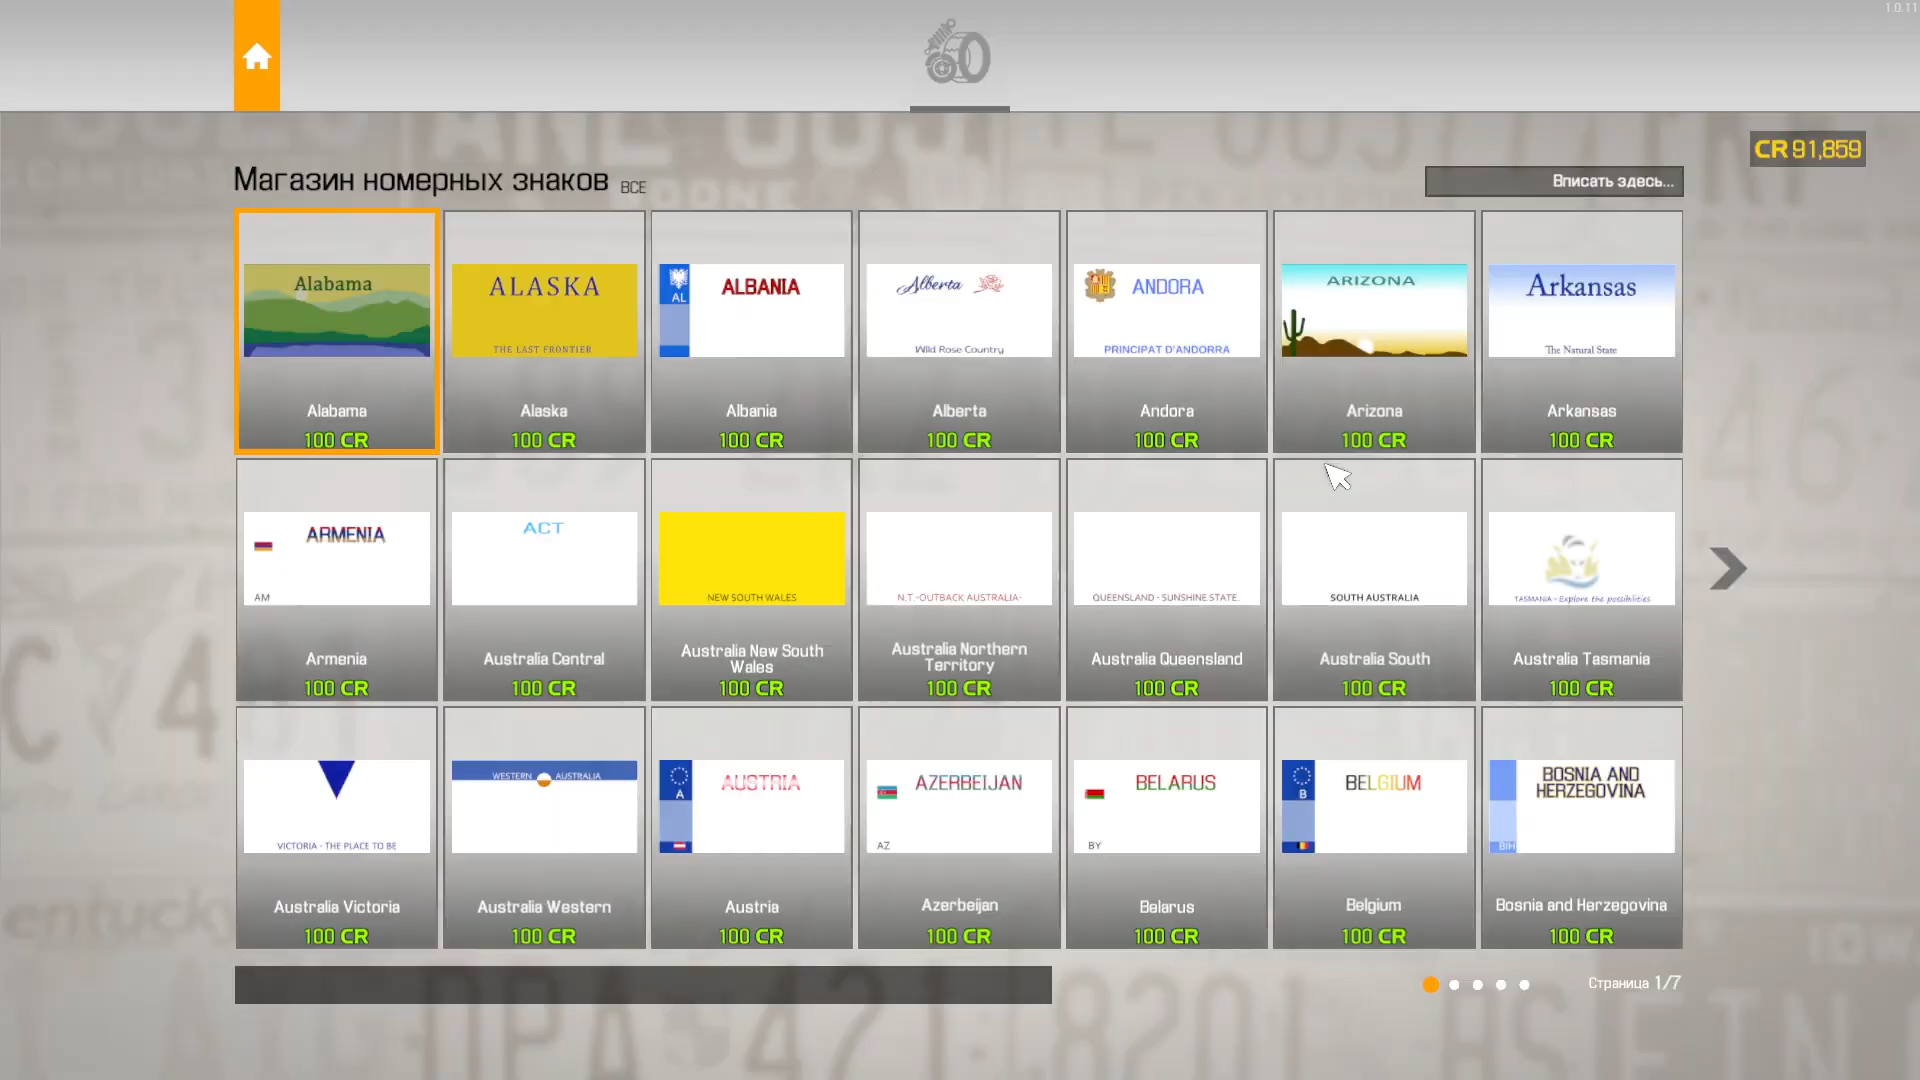 1.0.11
CR 91,859
Магазин номерных знаков ВСЕ
Вписать здесь...
Alabama
Alabama
100 CR
ALASKA
THE LAST FRONTIER
Alaska
100 CR
AL
ALBANIA
Albania
100 CR
Alberta
Wild Rose Country
Alberta
100 CR
ANDORA
PRINCIPAT D'ANDORRA
Andora
100 CR
ARIZONA
Arizona
100 CR
Arkansas
The Natural State
Arkansas
100 CR
ARMENIA
AM
Armenia
100 CR
ACT
Australia Central
100 CR
NEW SOUTH WALES
Australia New South
Wales
100 CR
N.T.-OUTBACK AUSTRALIA-
Australia Northern
Territory
100 CR
QUEENSLAND - SUNSHINE STATE.
Australia Queensland
100 CR
SOUTH AUSTRALIA
Australia South
100 CR
TASMANIA - Explore the possibilities
Australia Tasmania
100 CR
VICTORIA - THE PLACE TO BE
Australia Victoria
100 CR
WESTERN AUSTRALIA
Australia Western
100 CR
A
AUSTRIA
Austria
100 CR
AZERBEIJAN
AZ
Azerbeijan
100 CR
BELARUS
BY
Belarus
100 CR
B
BELGIUM
Belgium
100 CR
BOSNIA AND
HERZEGOVINA
BIH
Bosnia and Herzegovina
100 CR
Страница 1/7